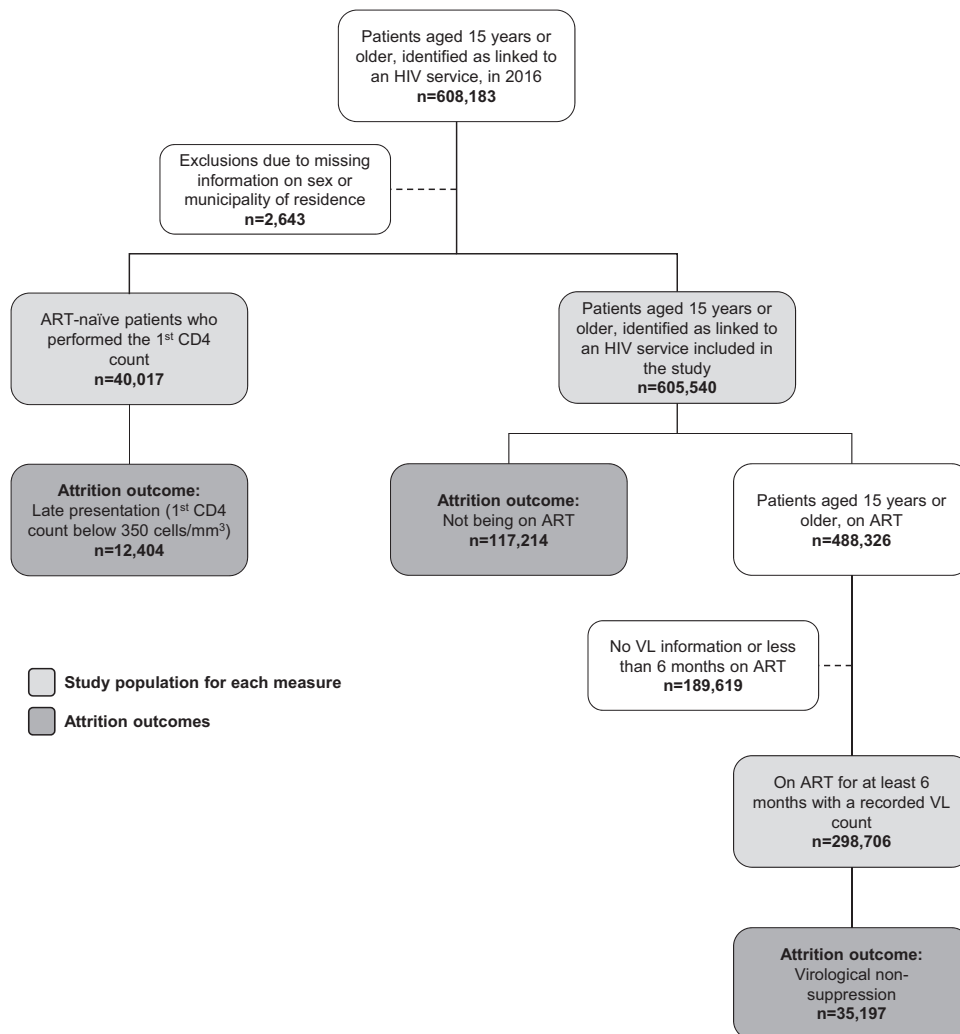 Patients aged 15 years or
older, identified as linked to
an HIV service, in 2016
n=608,183
Exclusions due to missing
information on sex or
municipality of residence
n=2,643
ART-naïve patients who
performed the 1st CD4
count
n=40,017
Patients aged 15 years or
older, identified as linked to
an HIV service included in
the study
n=605,540
Attrition outcome:
Late presentation (1st CD4
count below 350 cells/mm3)
n=12,404
Attrition outcome:
Not being on ART
n=117,214
Patients aged 15 years or
older, on ART
n=488,326
No VL information or less
than 6 months on ART
n=189,619
Study population for each measure
Attrition outcomes
On ART for at least 6
months with a recorded VL
count
n=298,706
Attrition outcome:
Virological non-
suppression
n=35,197